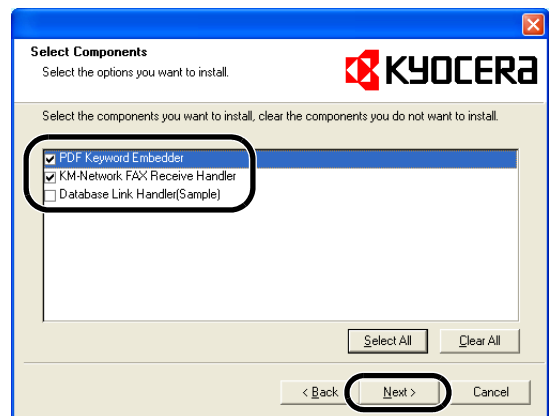 Select Components
Select the options you want to install.
KYOCERA
Select the components you want to install, clear the components you do not want to install.
PDF Keyword Embedder
KM-Network FAX Receive Handler
Database Link Handler(Sample)
Select All
Clear All
< Back
Next >
Cancel